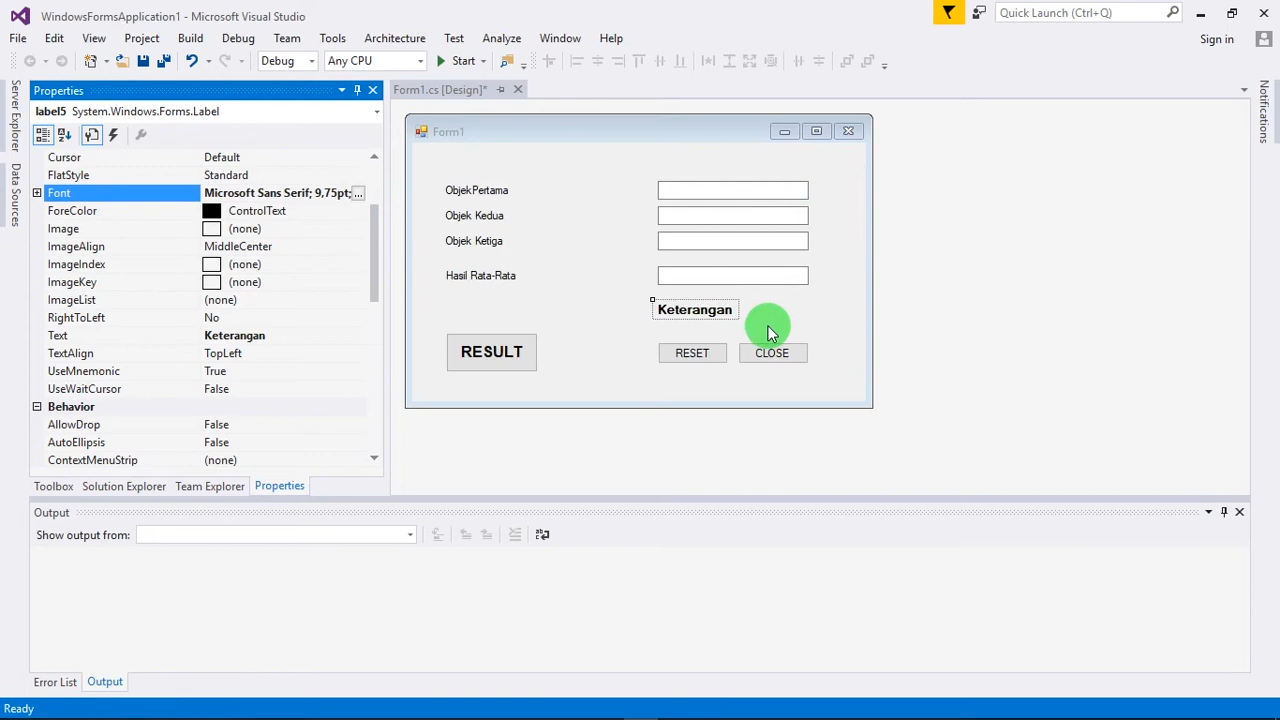 WindowsFormsApplication1 - Microsoft Visual Studio
Quick Launch (Ctrl+Q)
File Edit View Project Build Debug Team Tools Architecture Test Analyze Window Help
Sign in
Debug Any CPU Start
Server Explorer
Data Sources
Properties
label5 System.Windows.Forms.Label
Cursor Default
FlatStyle Standard
Font Microsoft Sans Serif; 9,75pt; ...
ForeColor ControlText
Image (none)
ImageAlign MiddleCenter
ImageIndex (none)
ImageKey (none)
ImageList (none)
RightToLeft No
Text Keterangan
TextAlign TopLeft
UseMnemonic True
UseWaitCursor False
Behavior
AllowDrop False
AutoEllipsis False
ContextMenuStrip (none)
Toolbox Solution Explorer Team Explorer Properties
Form1.cs [Design]*
Form1
ObjekPertama
Objek Kedua
Objek Ketiga
Hasil Rata-Rata
Keterangan
RESULT RESET CLOSE
Notifications
Output
Show output from:
Error List Output
Ready